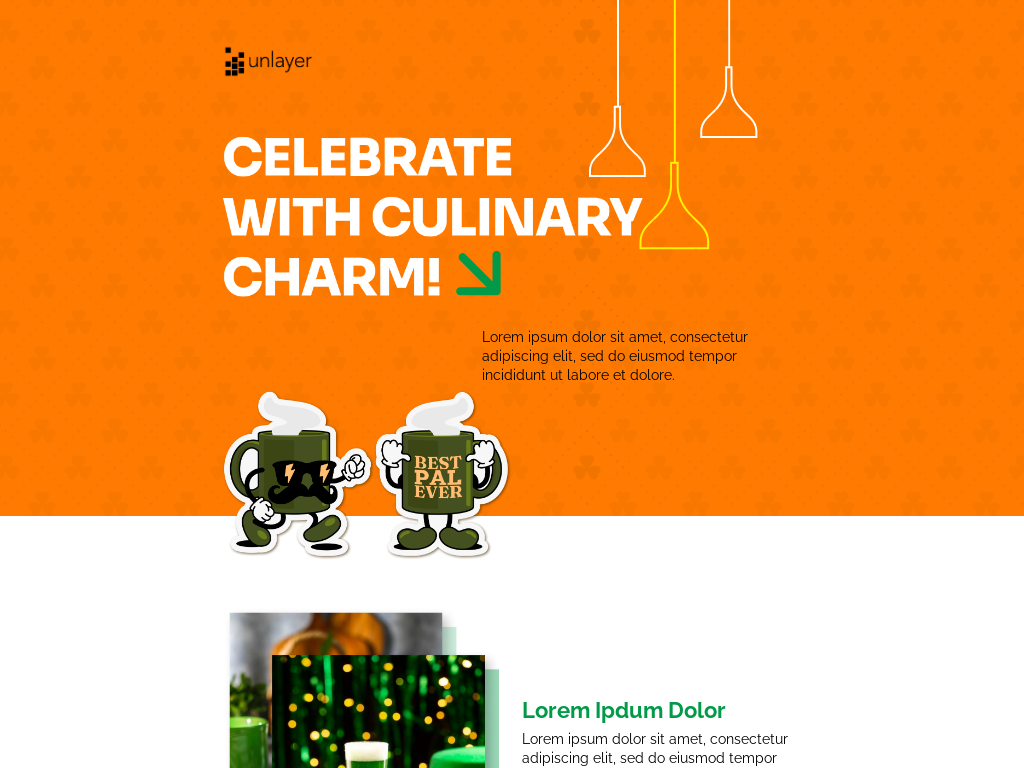 unlayer
CELEBRATE
WITH CULINARY
CHARM!
Lorem ipsum dolor sit amet, consectetur
adipiscing elit, sed do eiusmod tempor
incididunt ut labore et dolore.
BEST
PAL
EVER
Lorem Ipdum Dolor
Lorem ipsum dolor sit amet, consectetur
adipiscing elit, sed do eiusmod tempor